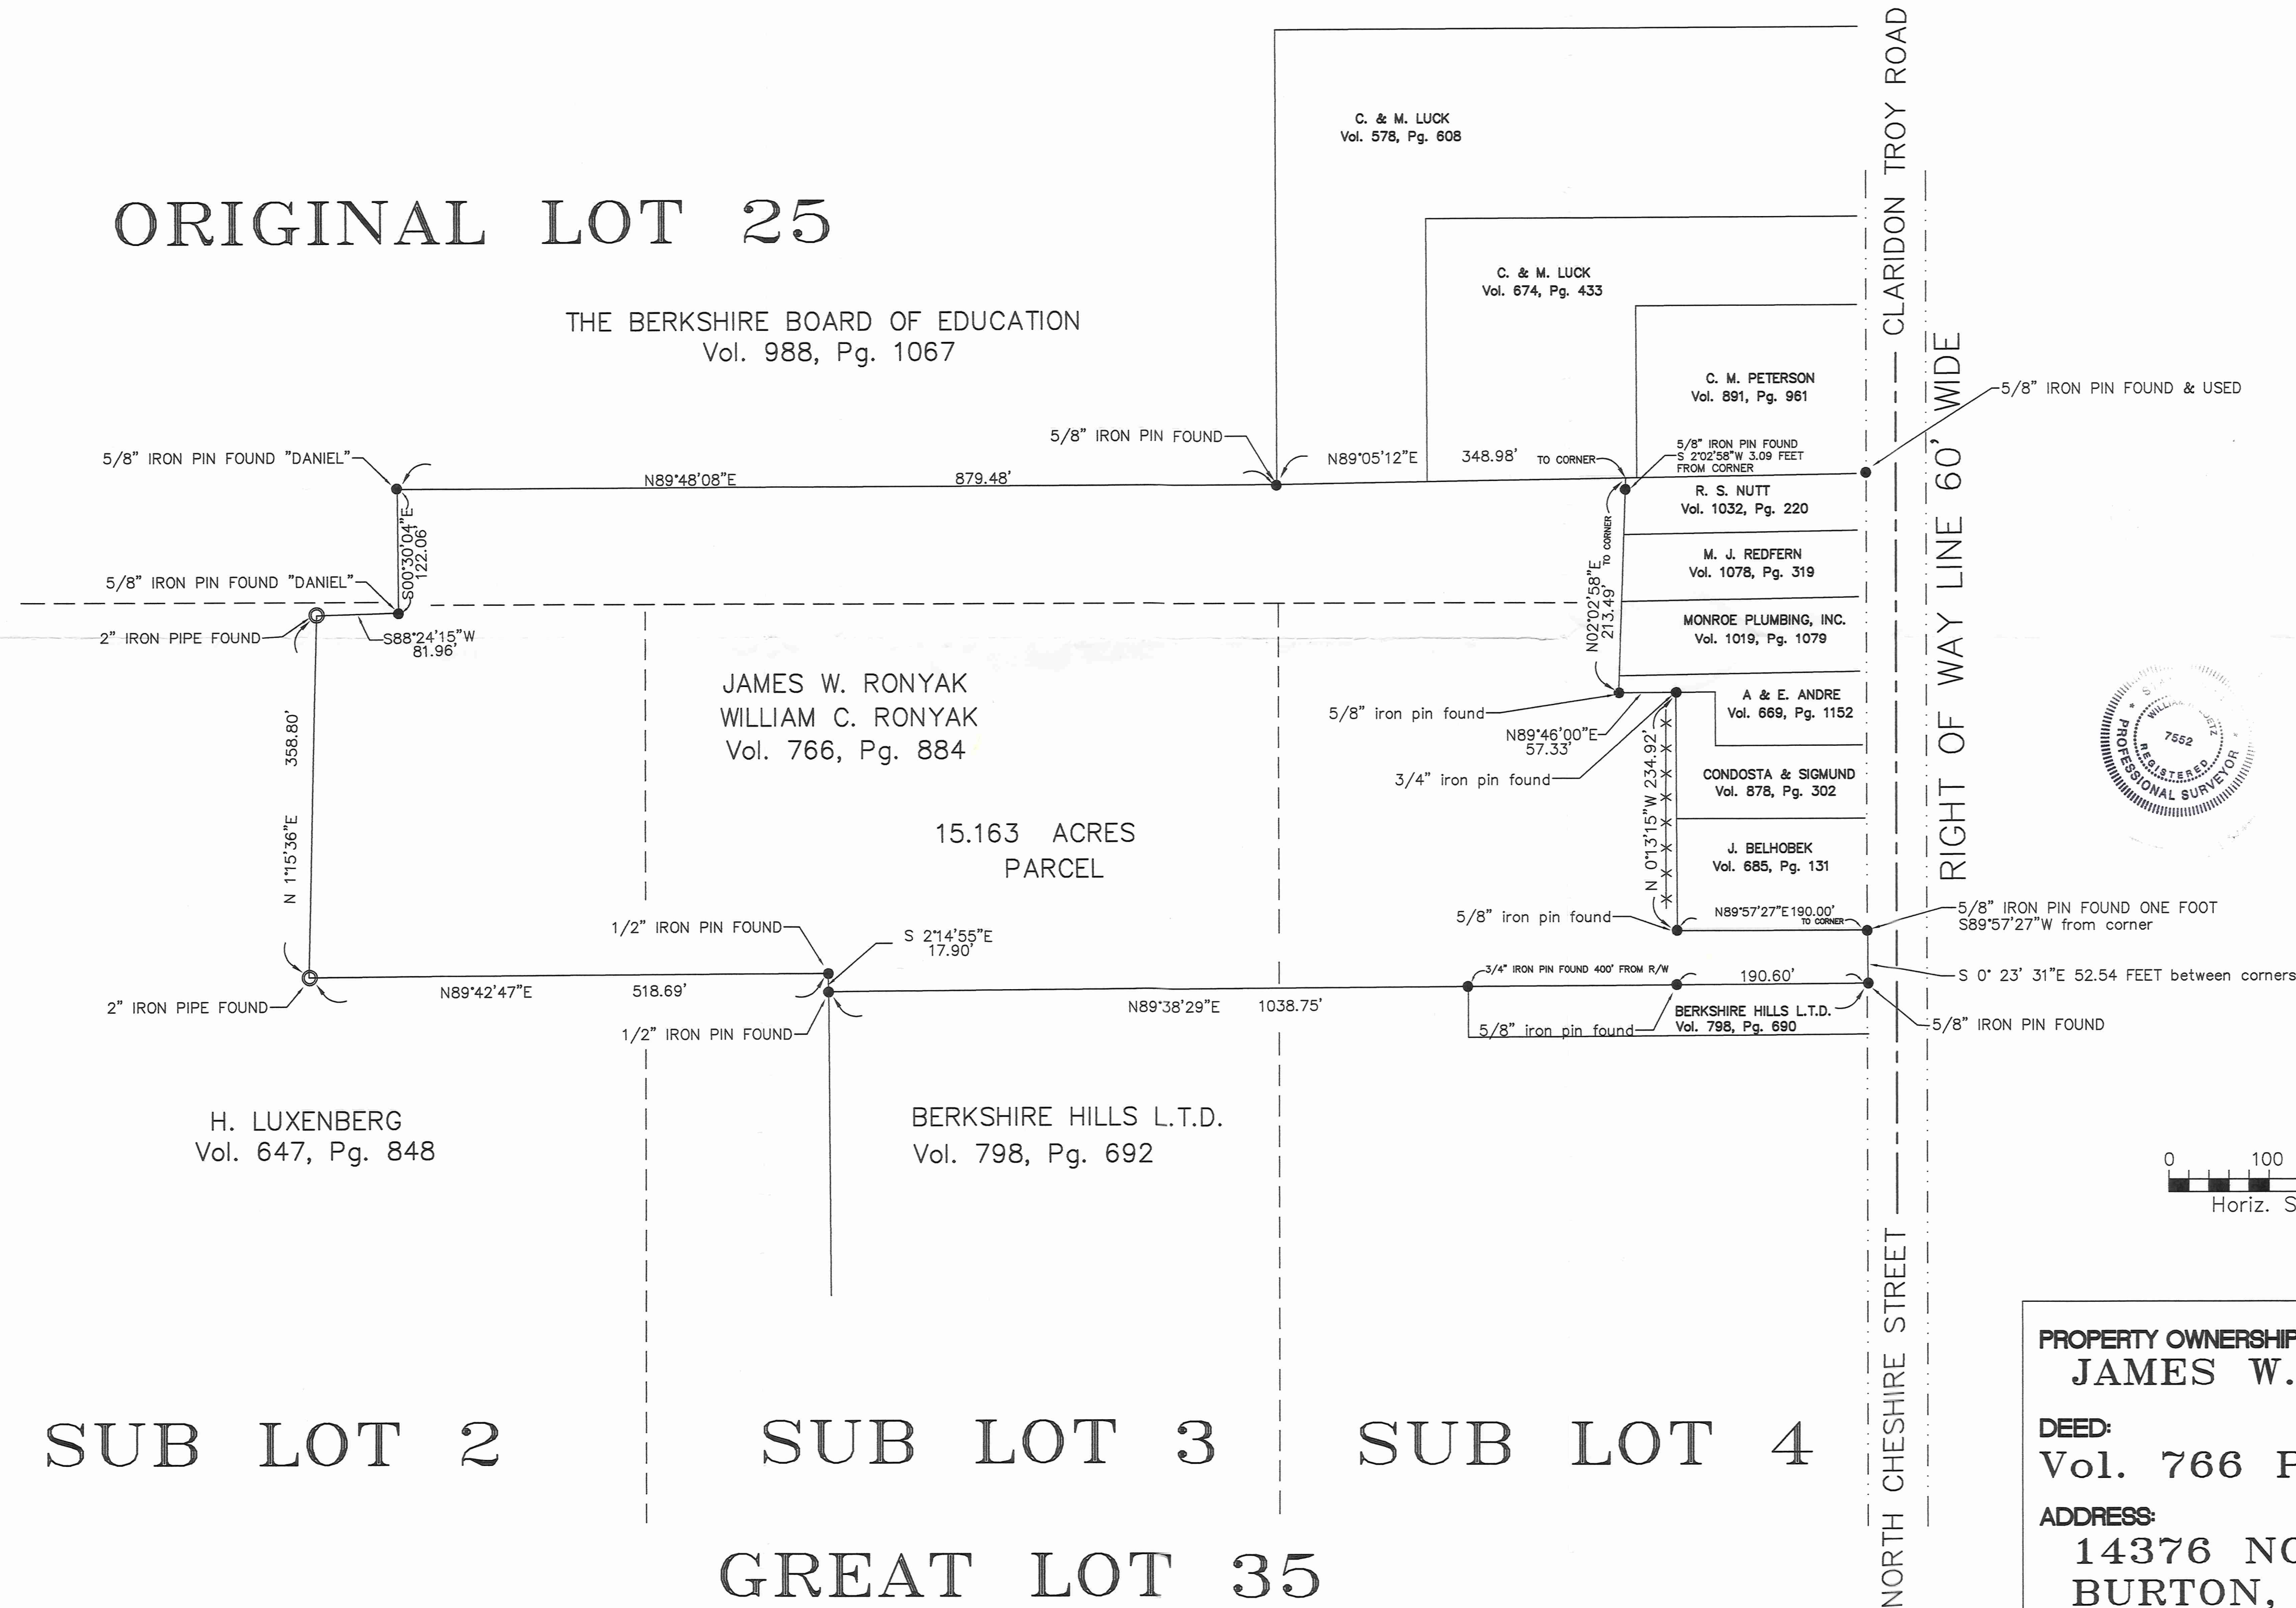 CLARIDON TROY ROAD
C. & M. LUCK
Vol. 578, Pg. 608
ORIGINAL LOT 25
C. & M. LUCK
Vol. 674, Pg. 433
THE BERKSHIRE BOARD OF EDUCATION
Vol. 988, Pg. 1067
C. M. PETERSON
Vol. 891, Pg. 961
5/8" IRON PIN FOUND & USED
RIGHT OF WAY LINE 60' WIDE
5/8" IRON PIN FOUND
5/8" IRON PIN FOUND "DANIEL"
N89°05'12"E 348.98' TO CORNER
5/8" IRON PIN FOUND
S 2°02'58"W 3.09 FEET
FROM CORNER
N89°48'08"E 879.48'
R. S. NUTT
Vol. 1032, Pg. 220
S00°30'04"E
122.06'
TO CORNER
N02°02'58"E
213.49'
M. J. REDFERN
Vol. 1078, Pg. 319
5/8" IRON PIN FOUND "DANIEL"
2" IRON PIPE FOUND
S88°24'15"W
81.96'
MONROE PLUMBING, INC.
Vol. 1019, Pg. 1079
JAMES W. RONYAK
WILLIAM C. RONYAK
Vol. 766, Pg. 884
A & E. ANDRE
Vol. 669, Pg. 1152
5/8" iron pin found
N89°46'00"E
57.33'
3/4" iron pin found
N 0°13'15"W 234.92'
CONDOSTA & SIGMUND
Vol. 878, Pg. 302
7552
REGISTERED
PROFESSIONAL SURVEYOR
N 1°15'36"E 358.80'
15.163 ACRES
PARCEL
J. BELHOBEK
Vol. 685, Pg. 131
5/8" iron pin found
N89°57'27"E 190.00'
TO CORNER
5/8" IRON PIN FOUND ONE FOOT
S89°57'27"W from corner
1/2" IRON PIN FOUND
S 2°14'55"E
17.90'
3/4" IRON PIN FOUND 400' FROM R/W
190.60'
S 0° 23' 31"E 52.54 FEET between corners
2" IRON PIPE FOUND
N89°42'47"E 518.69'
N89°38'29"E 1038.75'
BERKSHIRE HILLS L.T.D.
Vol. 798, Pg. 690
1/2" IRON PIN FOUND
5/8" iron pin found
5/8" IRON PIN FOUND
H. LUXENBERG
Vol. 647, Pg. 848
BERKSHIRE HILLS L.T.D.
Vol. 798, Pg. 692
0 100
Horiz. S
NORTH CHESHIRE STREET
SUB LOT 2
SUB LOT 3
SUB LOT 4
GREAT LOT 35
PROPERTY OWNERSHIP
JAMES W.
DEED:
Vol. 766 P
ADDRESS:
14376 NO
BURTON,